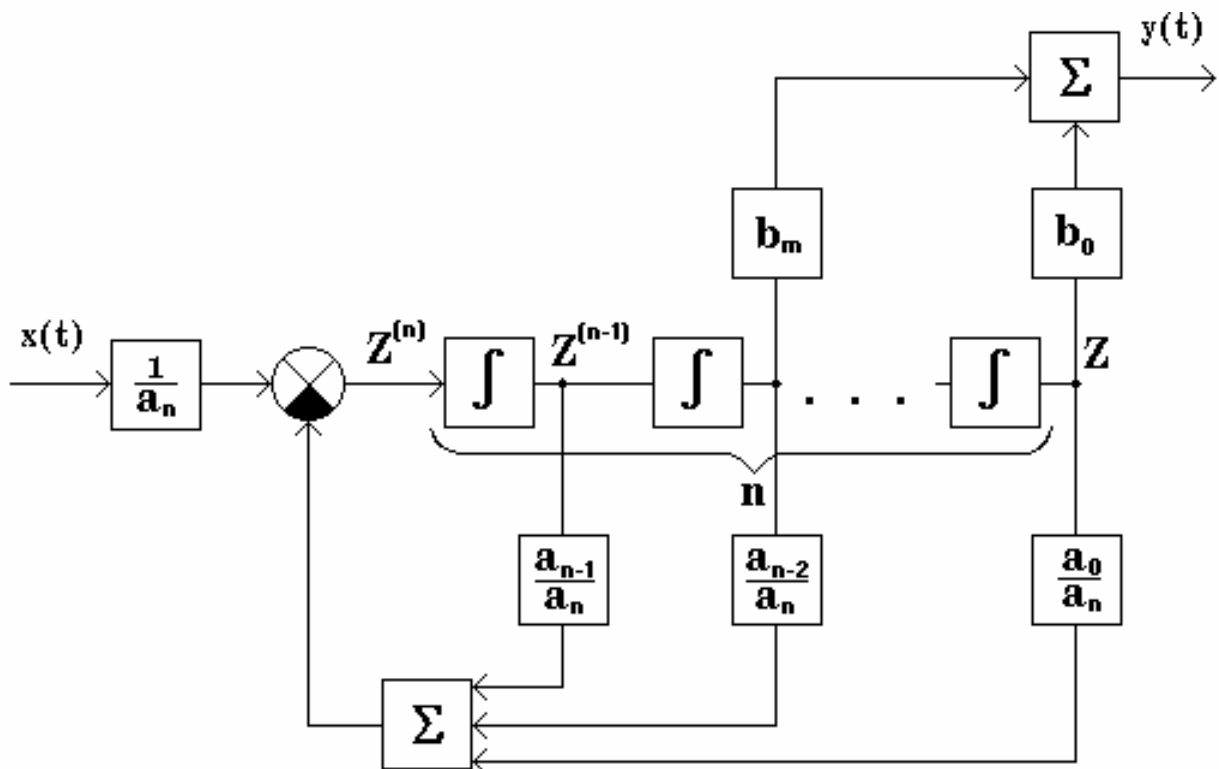 y(t)
Σ
b_m
b_0
x(t)
1/a_n
Z^(n)
∫
Z^(n-1)
∫
. . .
∫
Z
n
a_{n-1}/a_n
a_{n-2}/a_n
a_0/a_n
Σ